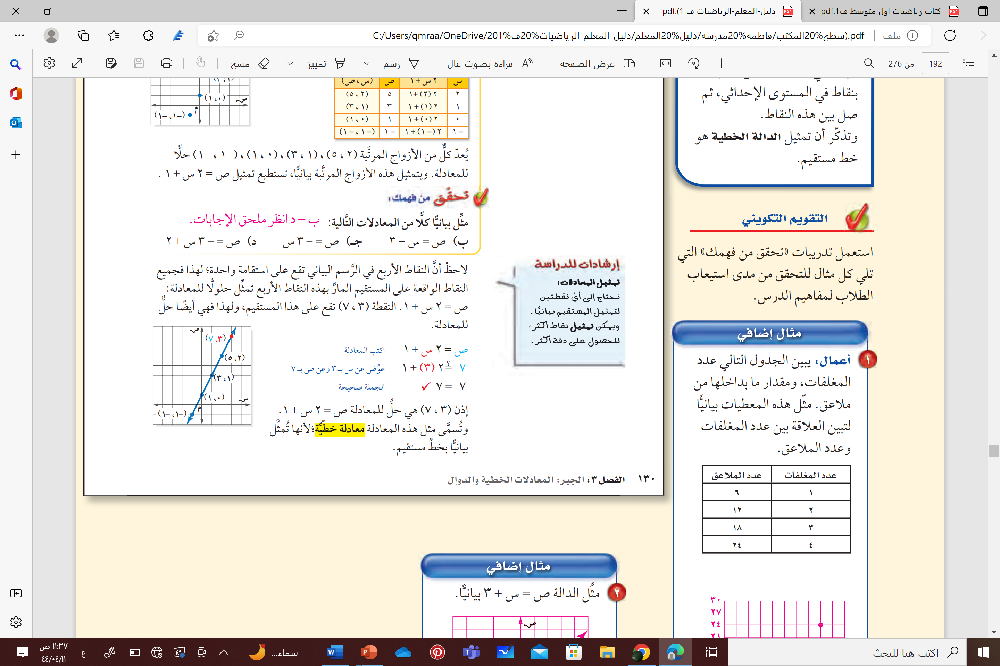 كتاب رياضيات اول متوسط ف1.pdf
دليل-المعلم-الرياضيات ف 1).pdf
ملف
C:/Users/qmraa/OneDrive/سطح%20المكتب/فاطمه%20مدرسة/دليل%20المعلم/دليل-المعلم-الرياضيات%20ف%201).pdf
192
من 276
عرض الصفحة
قراءة بصوت عالٍ
رسم
تمييز
مسح
بنقاط في المستوى الإحداثي، ثم
صل بين هذه النقاط.
وتذكّر أن تمثيل الدالة الخطية هو
خط مستقيم.
التقويم التكويني
استعمل تدريبات «تحقق من فهمك» التي
تلي كل مثال للتحقق من مدى استيعاب
الطلاب لمفاهيم الدرس.
مثال إضافي
١ أعمال: يبين الجدول التالي عدد
المغلفات، ومقدار ما بداخلها من
ملاعق. مثّل هذه المعطيات بيانيًّا
لتبين العلاقة بين عدد المغلفات
وعدد الملاعق.
عدد المغلفات عدد الملاعق
١ ٦
٢ ١٢
٣ ١٨
٤ ٢٤
٣٠
٢٧
٢٤
٢١
س ٢ س + ١ ص (س ، ص)
٢ ٢ (٢) + ١ ٥ (٢ ، ٥)
١ ٢ (١) + ١ ٣ (١ ، ٣)
٠ ٢ (٠) + ١ ١ (٠ ، ١)
-١ ٢ (-١) + ١ -١ (-١ ، -١)
(١، ٣)
(٠، ١)
س
م
(-١، -١)
يُعدّ كلٌّ من الأزواج المرتَّبة (٢ ، ٥) ، (١ ، ٣) ، (٠ ، ١) ، (-١ ، -١) حلًّا
للمعادلة. وبتمثيل هذه الأزواج المرتَّبة بيانيًّا، تستطيع تمثيل ص = ٢ س + ١ .
تحقق من فهمك:
مثِّل بيانيًّا كلًّا من المعادلات التَّالية: ب - د انظر ملحق الإجابات.
ب) ص = س - ٣ جـ) ص = - ٣ س د) ص = - ٣ س + ٢
لاحظْ أنَّ النقاط الأربع في الرَّسم البياني تقع على استقامة واحدة؛ لهذا فجميع
النقاط الواقعة على المستقيم المارِّ بهذه النقاط الأربع تمثِّل حلولًا للمعادلة:
ص = ٢ س + ١. النقطة (٣ ، ٧) تقع على هذا المستقيم، ولهذا فهي أيضًا حلٌّ
للمعادلة.
ص = ٢ س + ١ اكتب المعادلة
٧ ≟ ٢ (٣) + ١ عوِّض عن س بـ ٣ وعن ص بـ ٧
٧ = ٧ ✓ الجملة صحيحة
إذن (٣ ، ٧) هي حلُّ للمعادلة ص = ٢ س + ١.
وتُسمَّى مثل هذه المعادلة معادلة خطيِّة؛ لأنها تُمثَّل
بيانيًّا بخطٍّ مستقيم.
ص
(٣، ٧)
(٢، ٥)
(١، ٣)
(٠، ١)
س
م
(-١، -١)
إرشادات للدراسة
تمثيل المعادلات:
نحتاج إلى أيّ نقطتين
لتمثيل المستقيم بيانيًّا.
ويمكن تمثيل نقاط أكثر؛
للحصول على دقة أكثر.
١٣٠ الفصل ٣: الجبر: المعادلات الخطية والدوال
مثال إضافي
٢ مثِّل الدالة ص = س + ٣ بيانيًّا.
ص
اكتب هنا للبحث
سماء...
ع
١١:٣٧ ص
٤٤/٠٤/١١